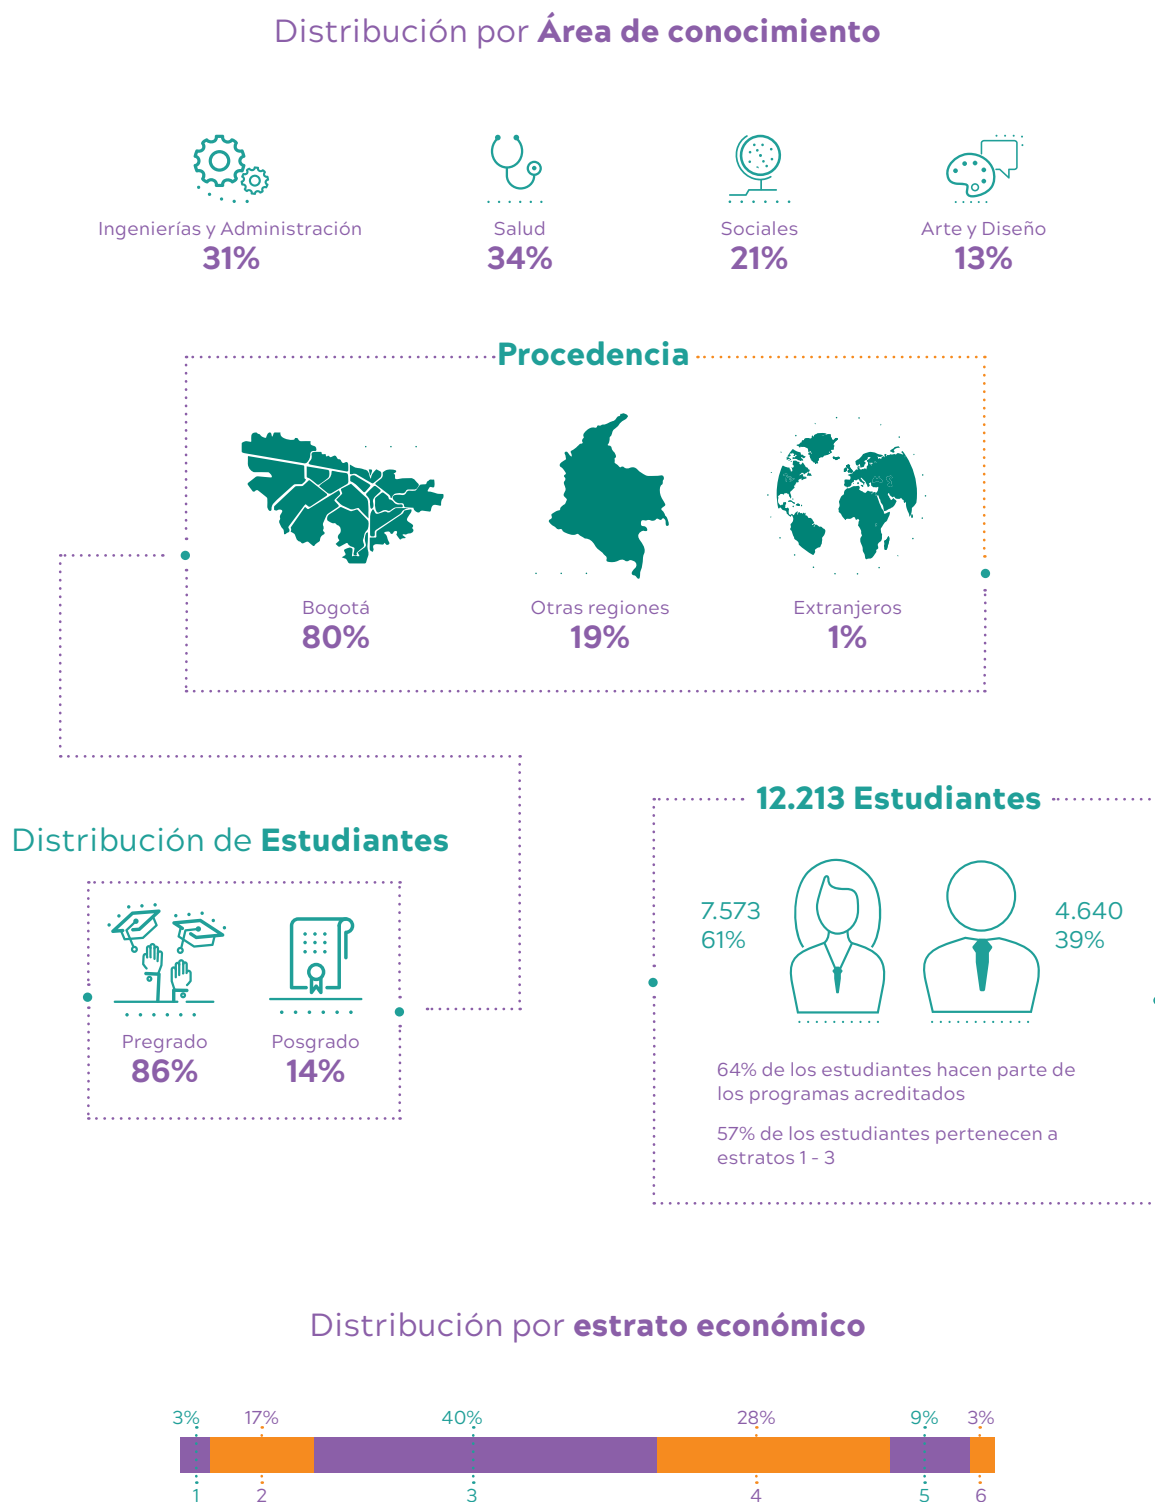 Distribución por Área de conocimiento
Ingenierías y Administración
31%
Salud
34%
Sociales
21%
Arte y Diseño
13%
Procedencia
Bogotá
80%
Otras regiones
19%
Extranjeros
1%
Distribución de Estudiantes
Pregrado
86%
Posgrado
14%
12.213 Estudiantes
7.573
61%
4.640
39%
64% de los estudiantes hacen parte de
los programas acreditados
57% de los estudiantes pertenecen a
estratos 1 - 3
Distribución por estrato económico
3% 17% 40% 28% 9% 3%
1 2 3 4 5 6